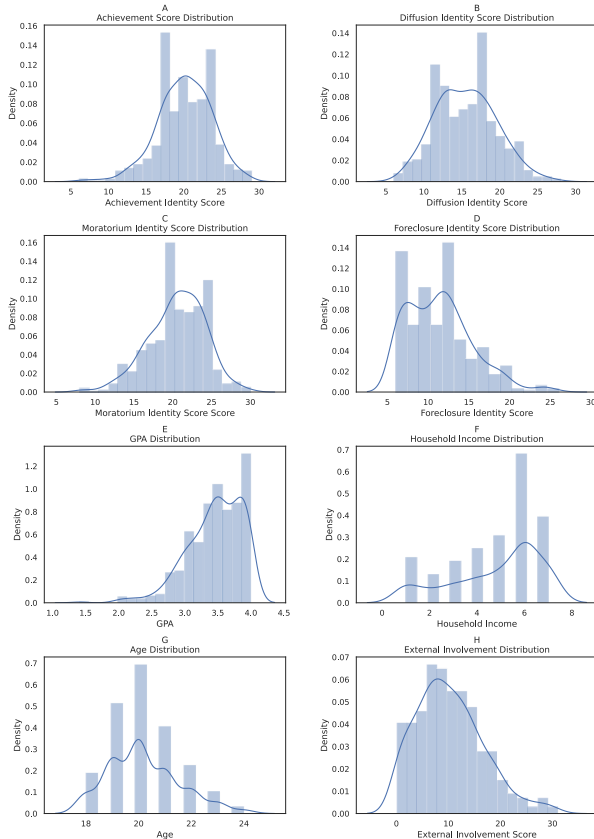 A
Achievement Score Distribution
0.16
0.14
0.12
0.10
0.08
0.06
0.04
0.02
0.00
Density
5 10 15 20 25 30
Achievement Identity Score
B
Diffusion Identity Score Distribution
0.16
0.14
0.12
0.10
0.08
0.06
0.04
0.02
0.00
Density
5 10 15 20 25 30
Diffusion Identity Score
C
Moratorium Identity Score Distribution
0.16
0.14
0.12
0.10
0.08
0.06
0.04
0.02
0.00
Density
5 10 15 20 25 30
Moratorium Identity Score Score
D
Foreclosure Identity Score Distribution
0.14
0.12
0.10
0.08
0.06
0.04
0.02
0.00
Density
5 10 15 20 25 30
Foreclosure Identity Score
E
GPA Distribution
1.2
1.0
0.8
0.6
0.4
0.2
0.0
Density
1.0 1.5 2.0 2.5 3.0 3.5 4.0 4.5
GPA
F
Household Income Distribution
0.7
0.6
0.5
0.4
0.3
0.2
0.1
0.0
Density
0 2 4 6 8
Household Income
G
Age Distribution
0.7
0.6
0.5
0.4
0.3
0.2
0.1
0.0
Density
18 20 22 24
Age
H
External Involvement Distribution
0.07
0.06
0.05
0.04
0.03
0.02
0.01
0.00
Density
0 10 20 30
External Involvement Score